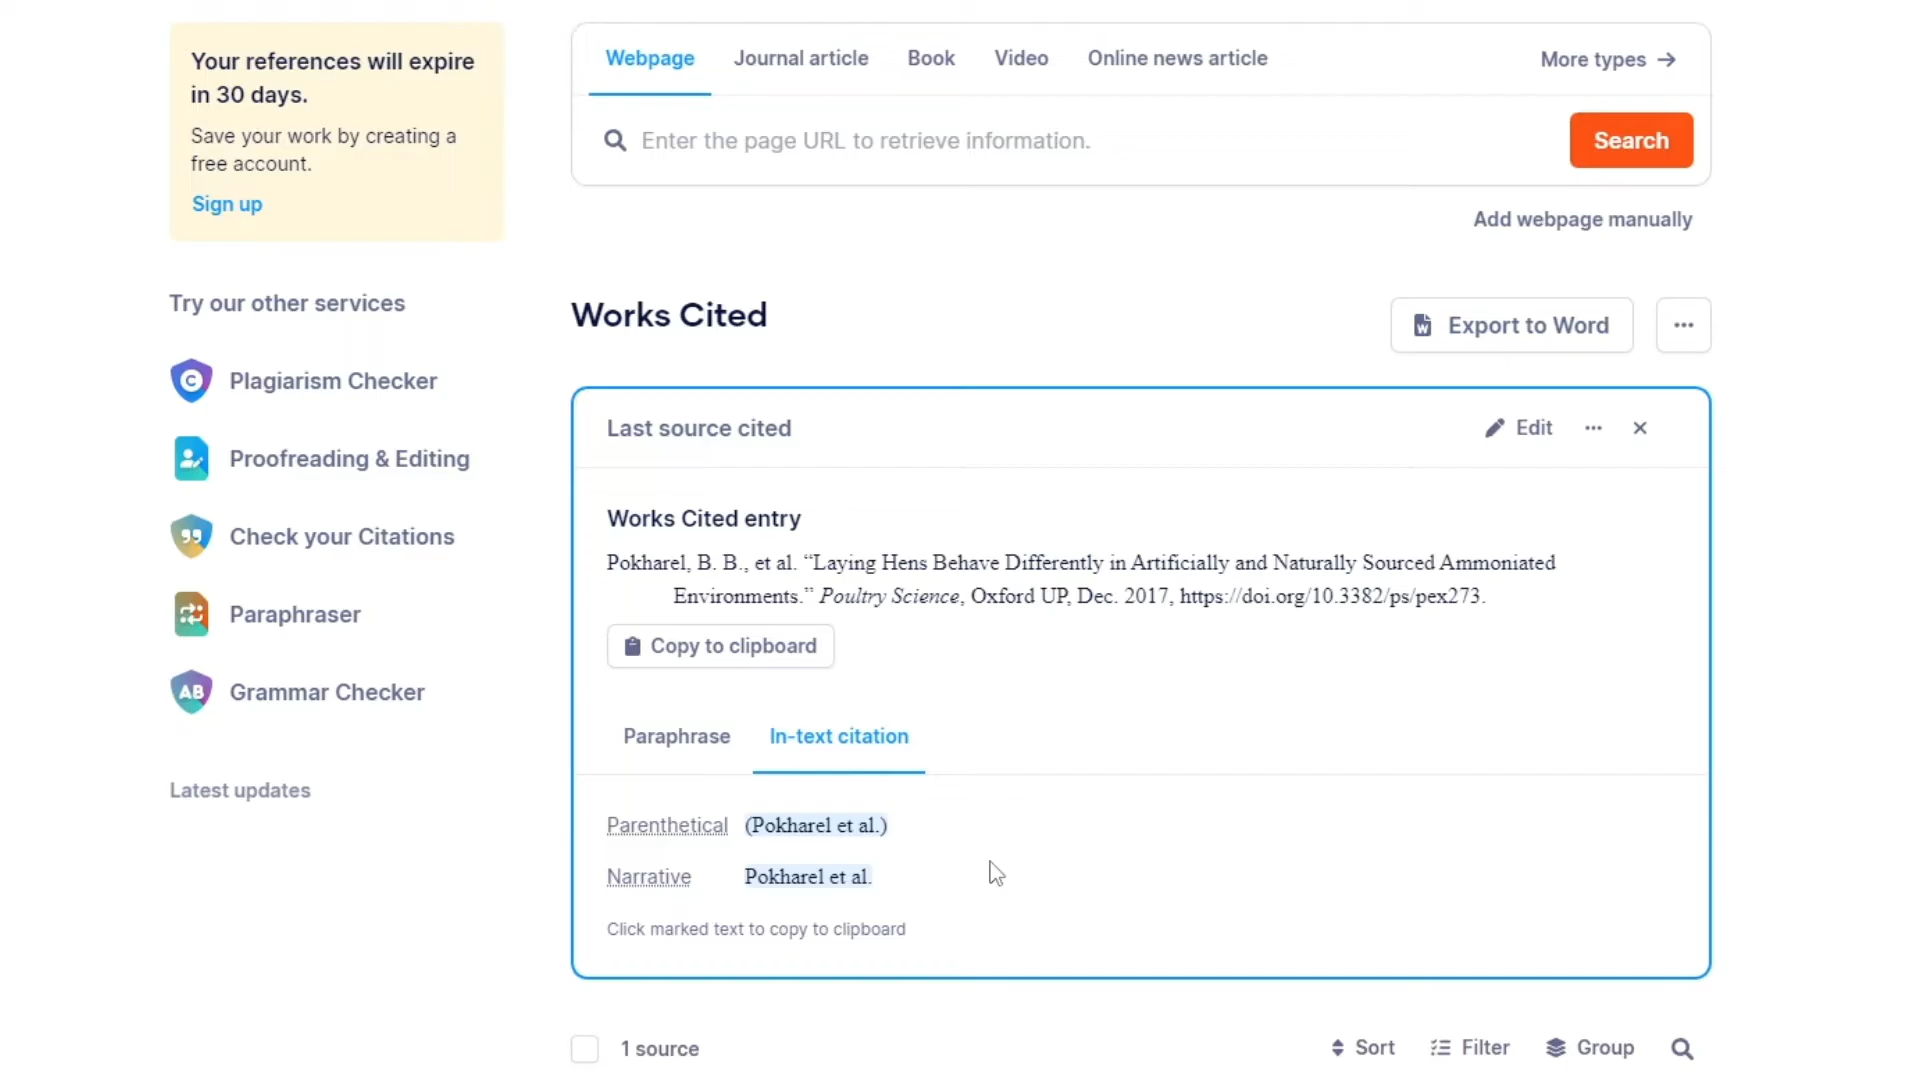 Your references will expire
in 30 days.
Save your work by creating a
free account.
Sign up
Try our other services
Plagiarism Checker
Proofreading & Editing
Check your Citations
Paraphraser
AB Grammar Checker
Latest updates
Webpage Journal article Book Video Online news article More types →
Enter the page URL to retrieve information. Search
Add webpage manually
Works Cited
Export to Word
Last source cited Edit
Works Cited entry
Pokharel, B. B., et al. “Laying Hens Behave Differently in Artificially and Naturally Sourced Ammoniated
Environments.” Poultry Science, Oxford UP, Dec. 2017, https://doi.org/10.3382/ps/pex273.
Copy to clipboard
Paraphrase In-text citation
Parenthetical (Pokharel et al.)
Narrative Pokharel et al.
Click marked text to copy to clipboard
1 source Sort Filter Group